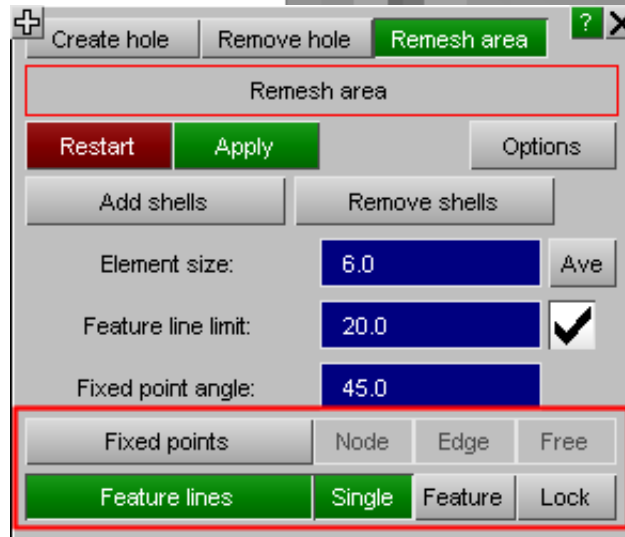 Create hole Remove hole Remesh area ? X
Remesh area
Restart Apply Options
Add shells Remove shells
Element size: 6.0 Ave
Feature line limit: 20.0
Fixed point angle: 45.0
Fixed points Node Edge Free
Feature lines Single Feature Lock